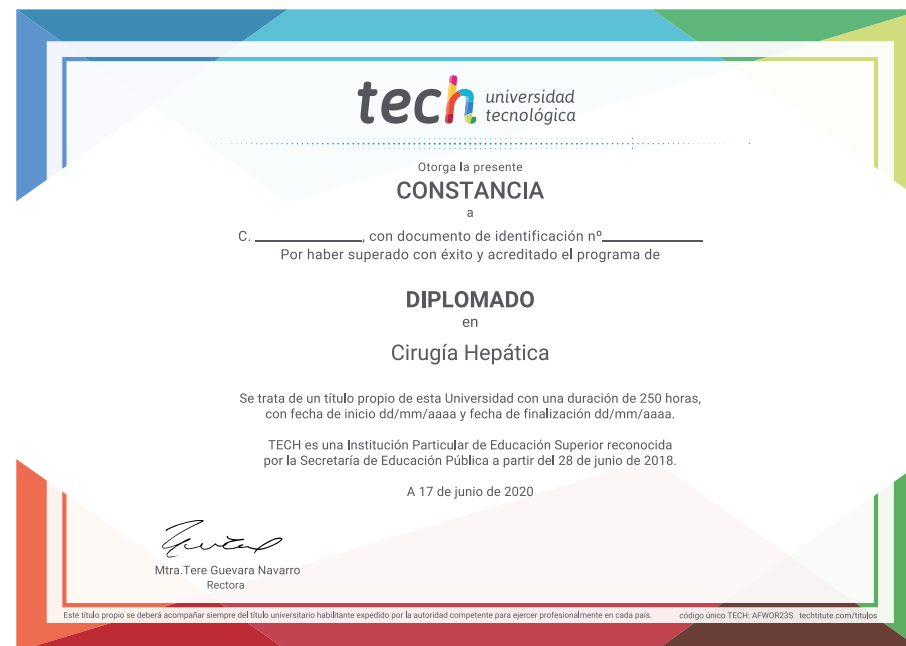 tech universidad
tecnológica
Otorga la presente
CONSTANCIA
a
C. ______________, con documento de identificación nº_____________
Por haber superado con éxito y acreditado el programa de
DIPLOMADO
en
Cirugía Hepática
Se trata de un título propio de esta Universidad con una duración de 250 horas,
con fecha de inicio dd/mm/aaaa y fecha de finalización dd/mm/aaaa.
TECH es una Institución Particular de Educación Superior reconocida
por la Secretaría de Educación Pública a partir del 28 de junio de 2018.
A 17 de junio de 2020
Mtra.Tere Guevara Navarro
Rectora
Este título propio se deberá acompañar siempre del título universitario habilitante expedido por la autoridad competente para ejercer profesionalmente en cada país. código único TECH: AFWOR23S techtitute.com/títulos